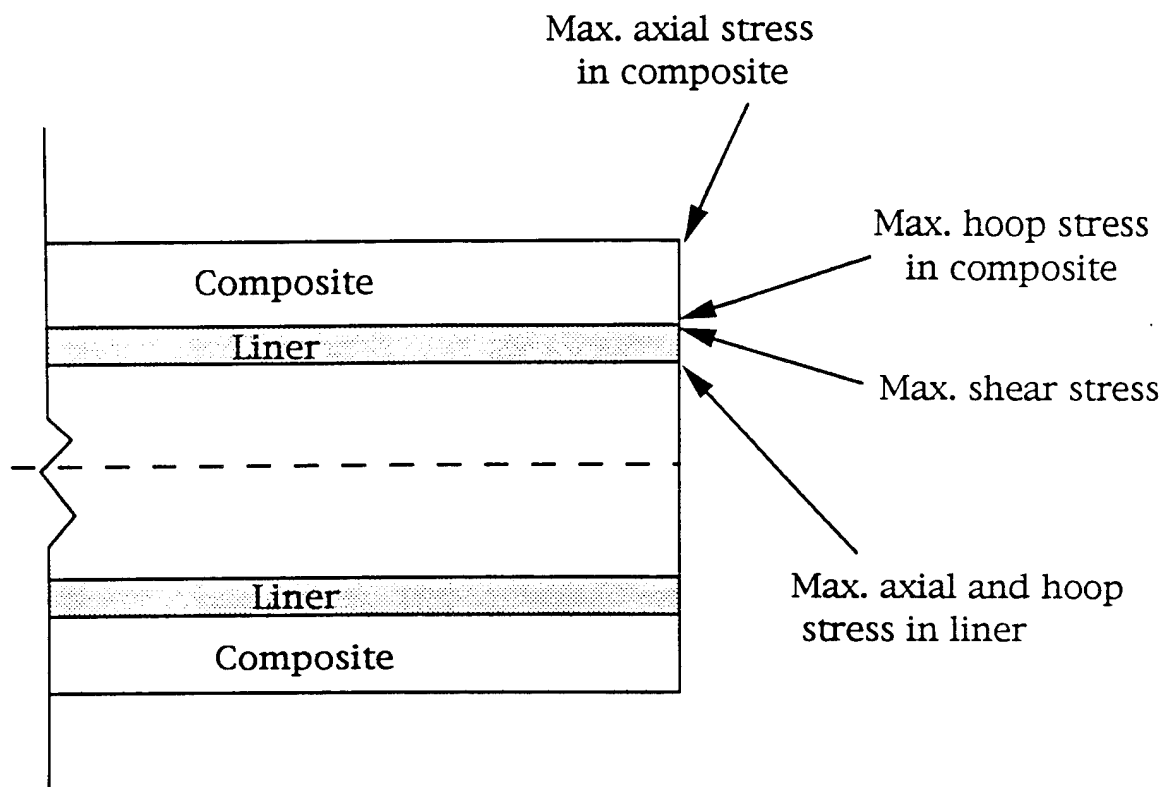 Max. axial stress
in composite
Max. hoop stress
in composite
Composite
Liner
Max. shear stress
Max. axial and hoop
stress in liner
Liner
Composite